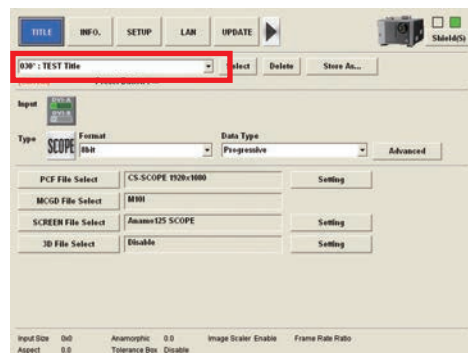 TITLE INFO. SETUP LAN UPDATE Shield(S)
030* : TEST Title Select Delete Store As...
Input DVI-A
DVI-B
Type SCOPE Format Data Type
8bit Progressive Advanced
PCF File Select CS-SCOPE 1920x1080 Setting
MCGD File Select M101
SCREEN File Select Anamo125 SCOPE Setting
3D File Select Disable Setting
Input Size 0x0 Anamorphic 0.0 Image Scaler Enable Frame Rate Ratio
Aspect 0.0 Tolerance Box Disable